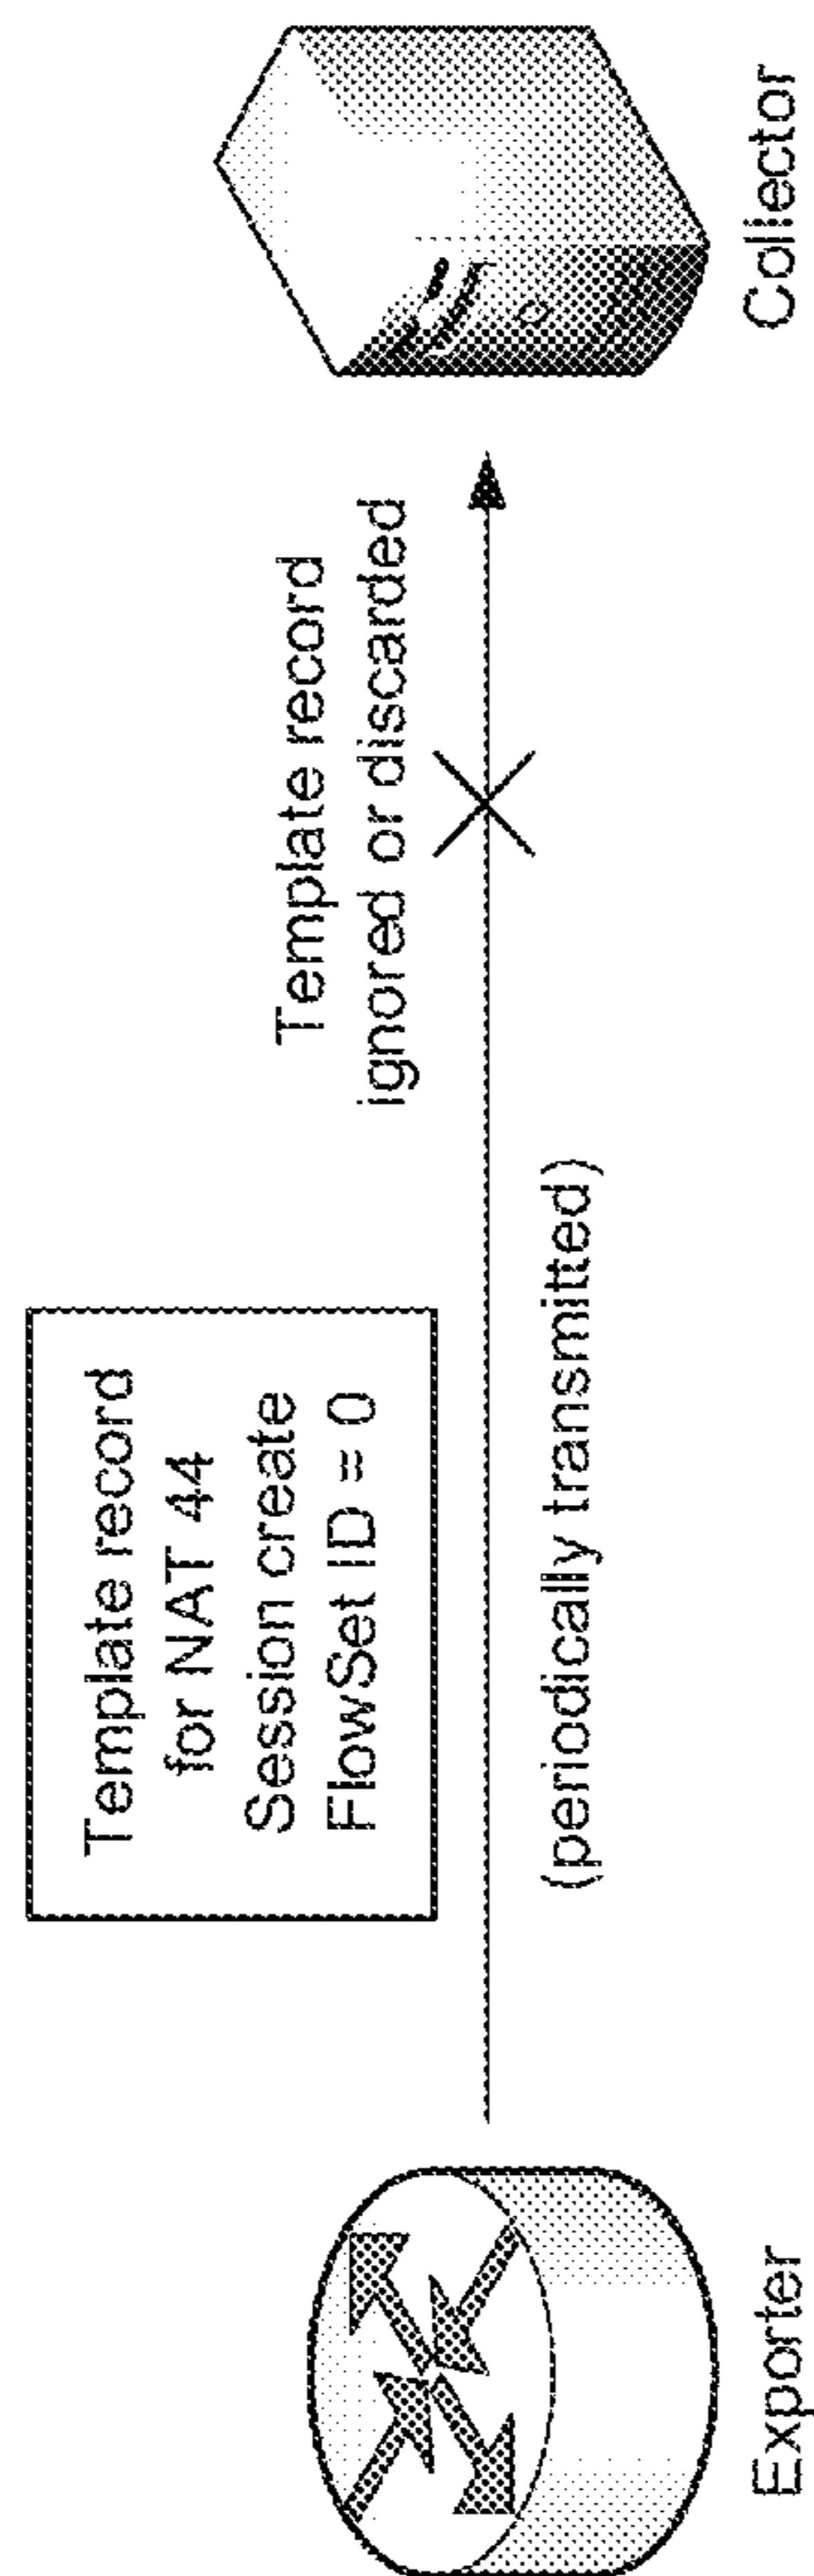 Template record
for NAT 44
Session create
FlowSet ID = 0
Template record
ignored or discarded
(periodically transmitted)
Exporter
Collector